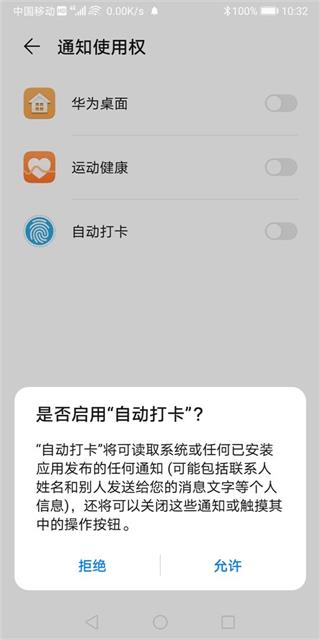 中国移动 HD 4G 0.00K/s 100% 10:32
通知使用权
华为桌面
运动健康
自动打卡
是否启用“自动打卡”?
“自动打卡”将可读取系统或任何已安装
应用发布的任何通知 (可能包括联系人
姓名和别人发送给您的消息文字等个人
信息)，还将可以关闭这些通知或触摸其
中的操作按钮。
拒绝 允许